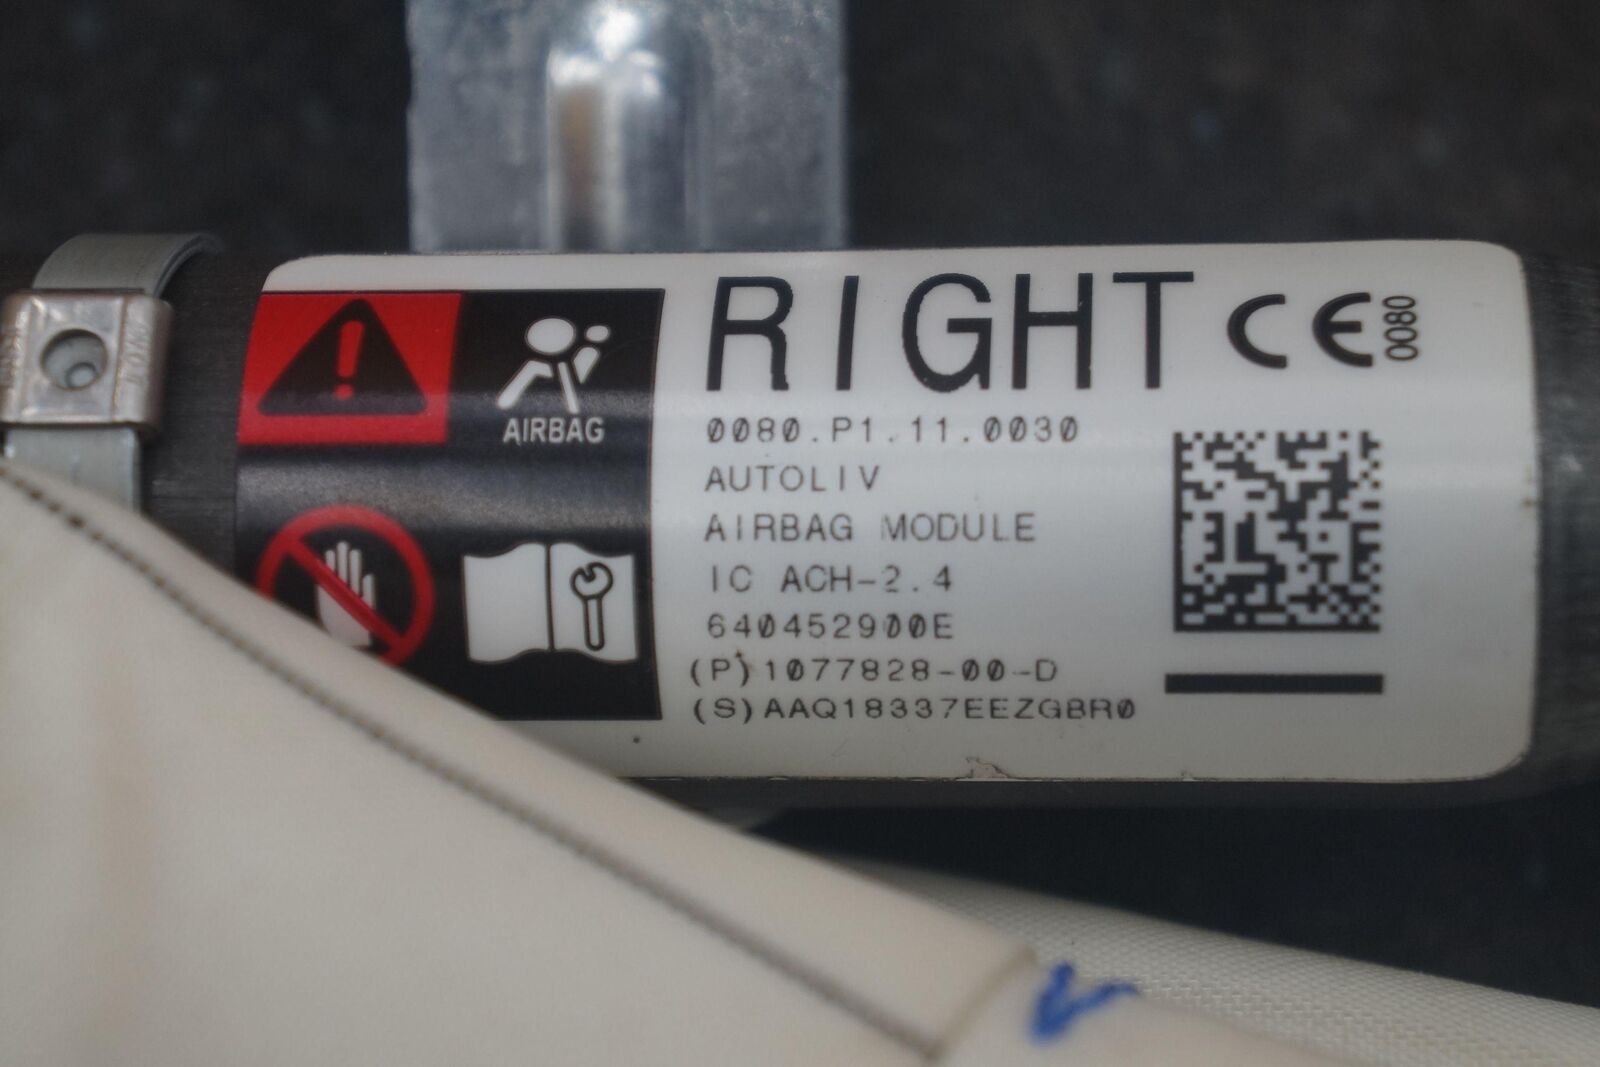 RIGHT CE 0080
AIRBAG
0080.P1.11.0030
AUTOLIV
AIRBAG MODULE
IC ACH-2.4
640452900E
(P)1077828-00-D
(S)AAQ18337EEZGBR0